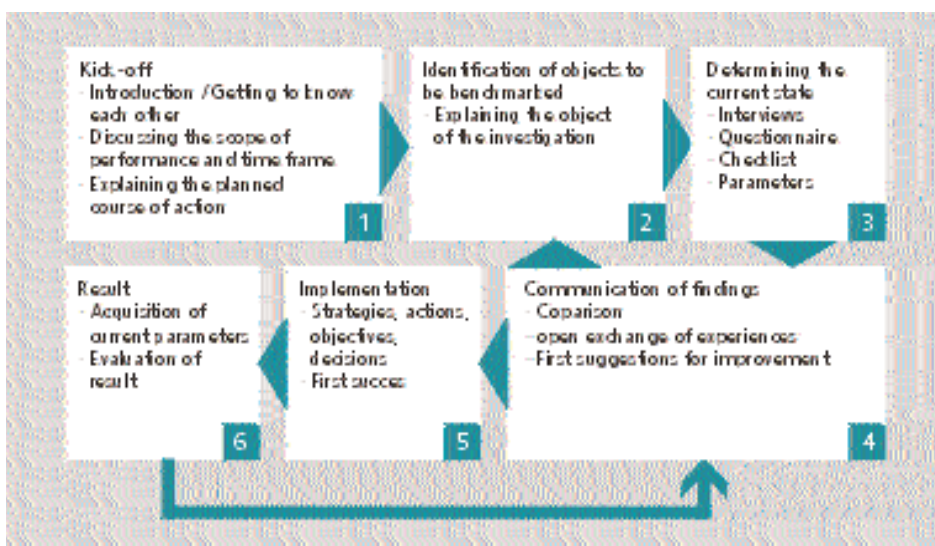 Kick-off
- Introduction / Getting to know
each other
- Discussing the scope of
performance and time frame
- Explaining the planned
course of action
1
Identification of objects to
be benchmarked
- Explaining the object
of the investigation
2
Determining the
current state
- Interviews
- Questionnaire
- Checklist
- Parameters
3
Communication of findings
- Coparison
-open exchange of experiences
-First suggestions for improvement
4
Implementation
- Strategies, actions,
objectives,
decisions
- First succes
5
Result
- Acquisition of
current parameters
- Evaluation of
result
6